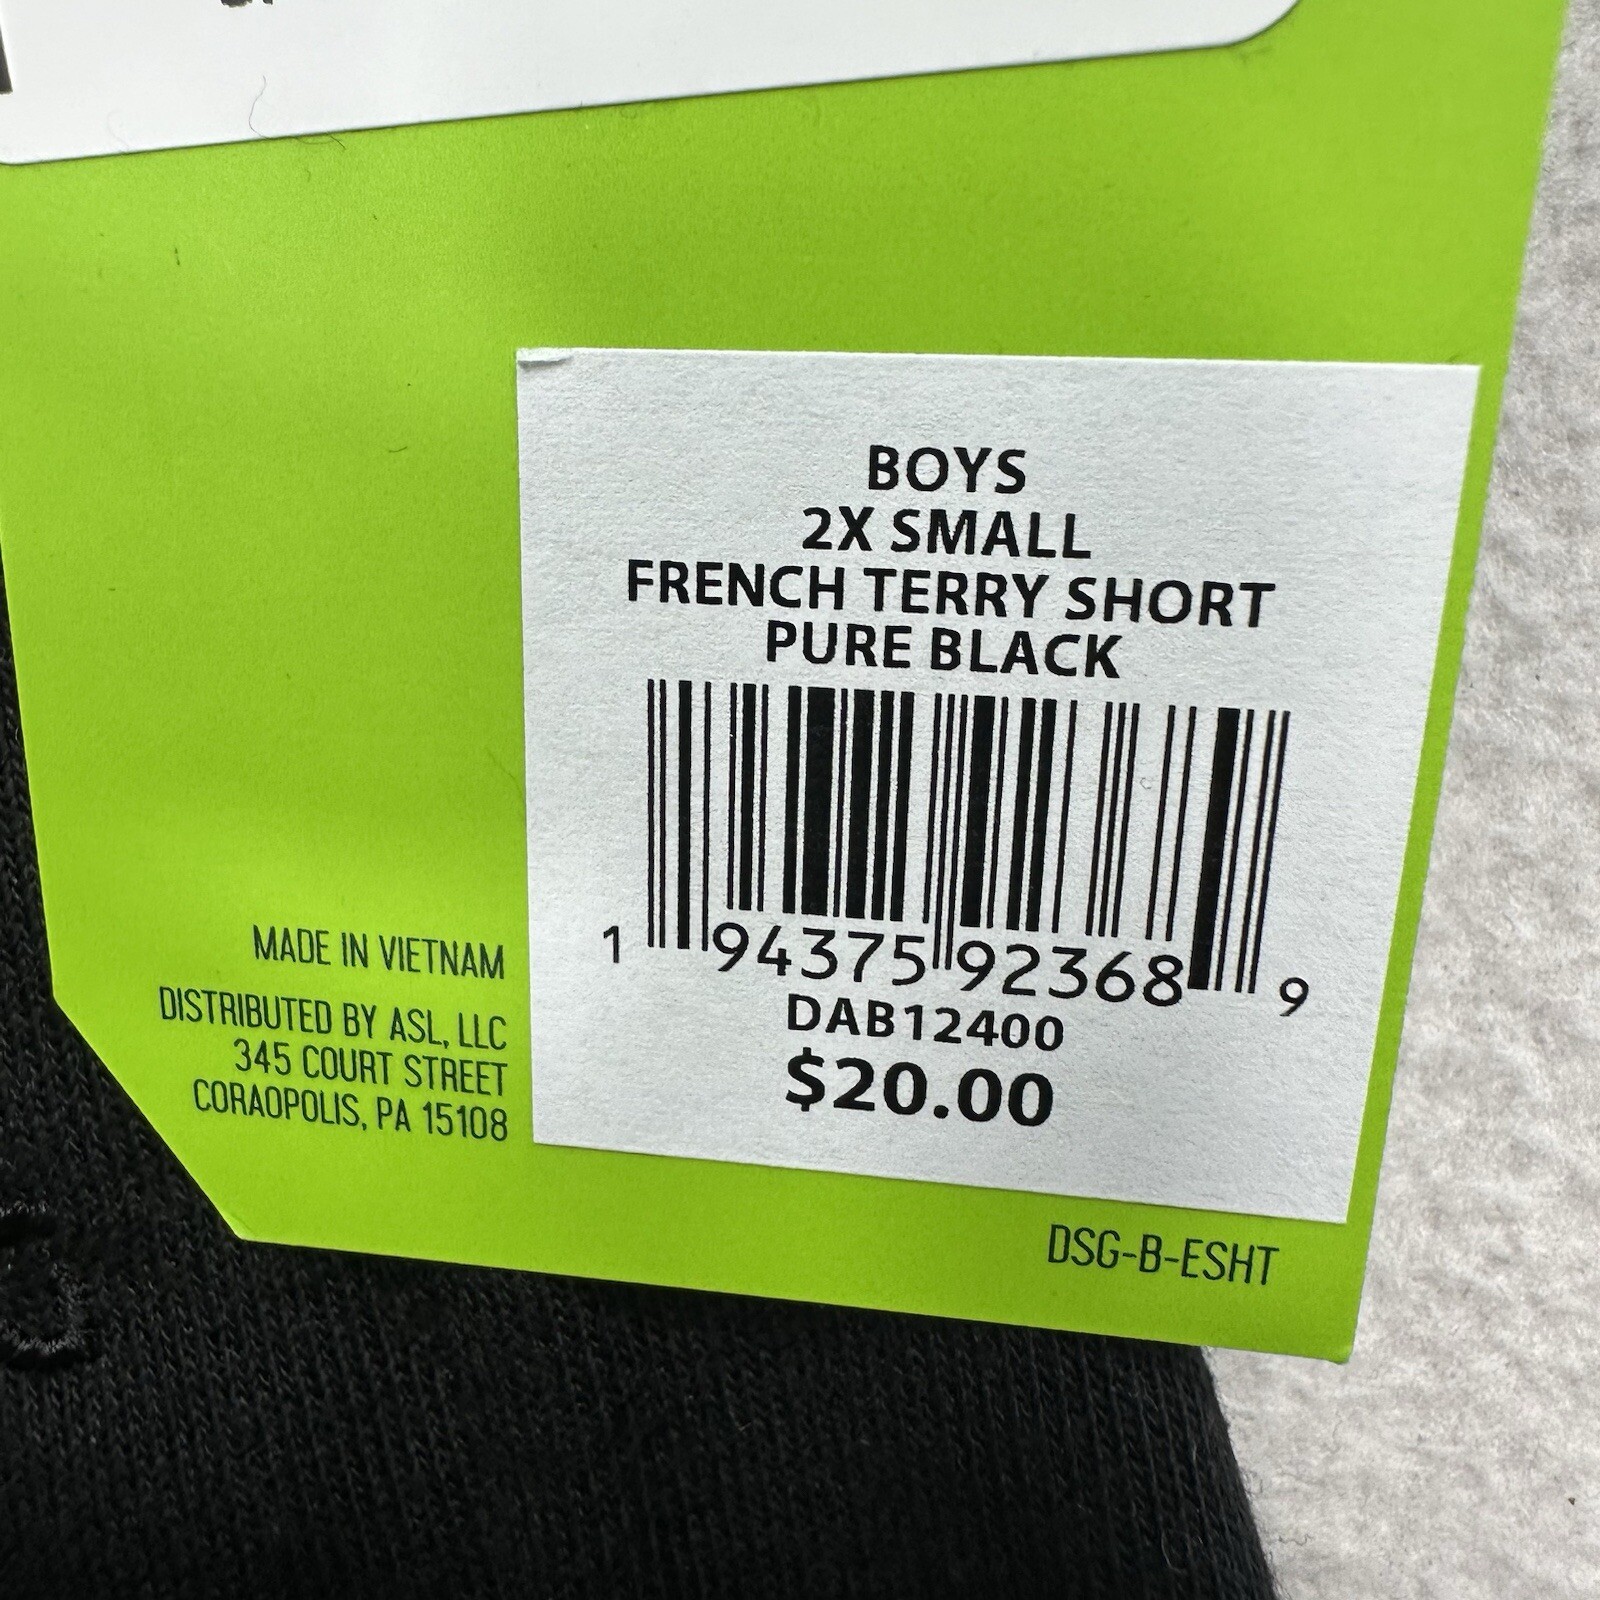 BOYS
2X SMALL
FRENCH TERRY SHORT
PURE BLACK
1 94375 92368 9
DAB12400
$20.00
MADE IN VIETNAM
DISTRIBUTED BY ASL, LLC
345 COURT STREET
CORAOPOLIS, PA 15108
DSG-B-ESHT